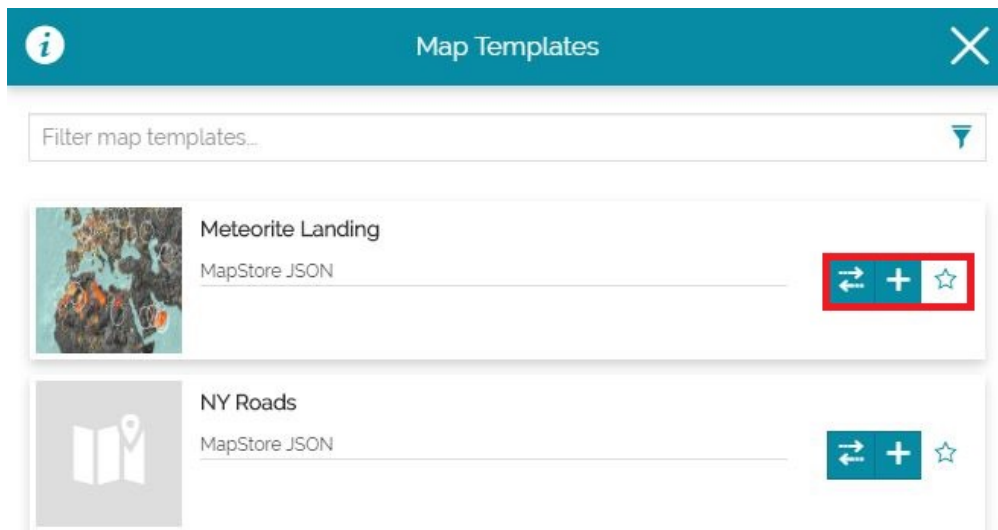 Map Templates
Filter map templates...
Meteorite Landing
MapStore JSON
NY Roads
MapStore JSON